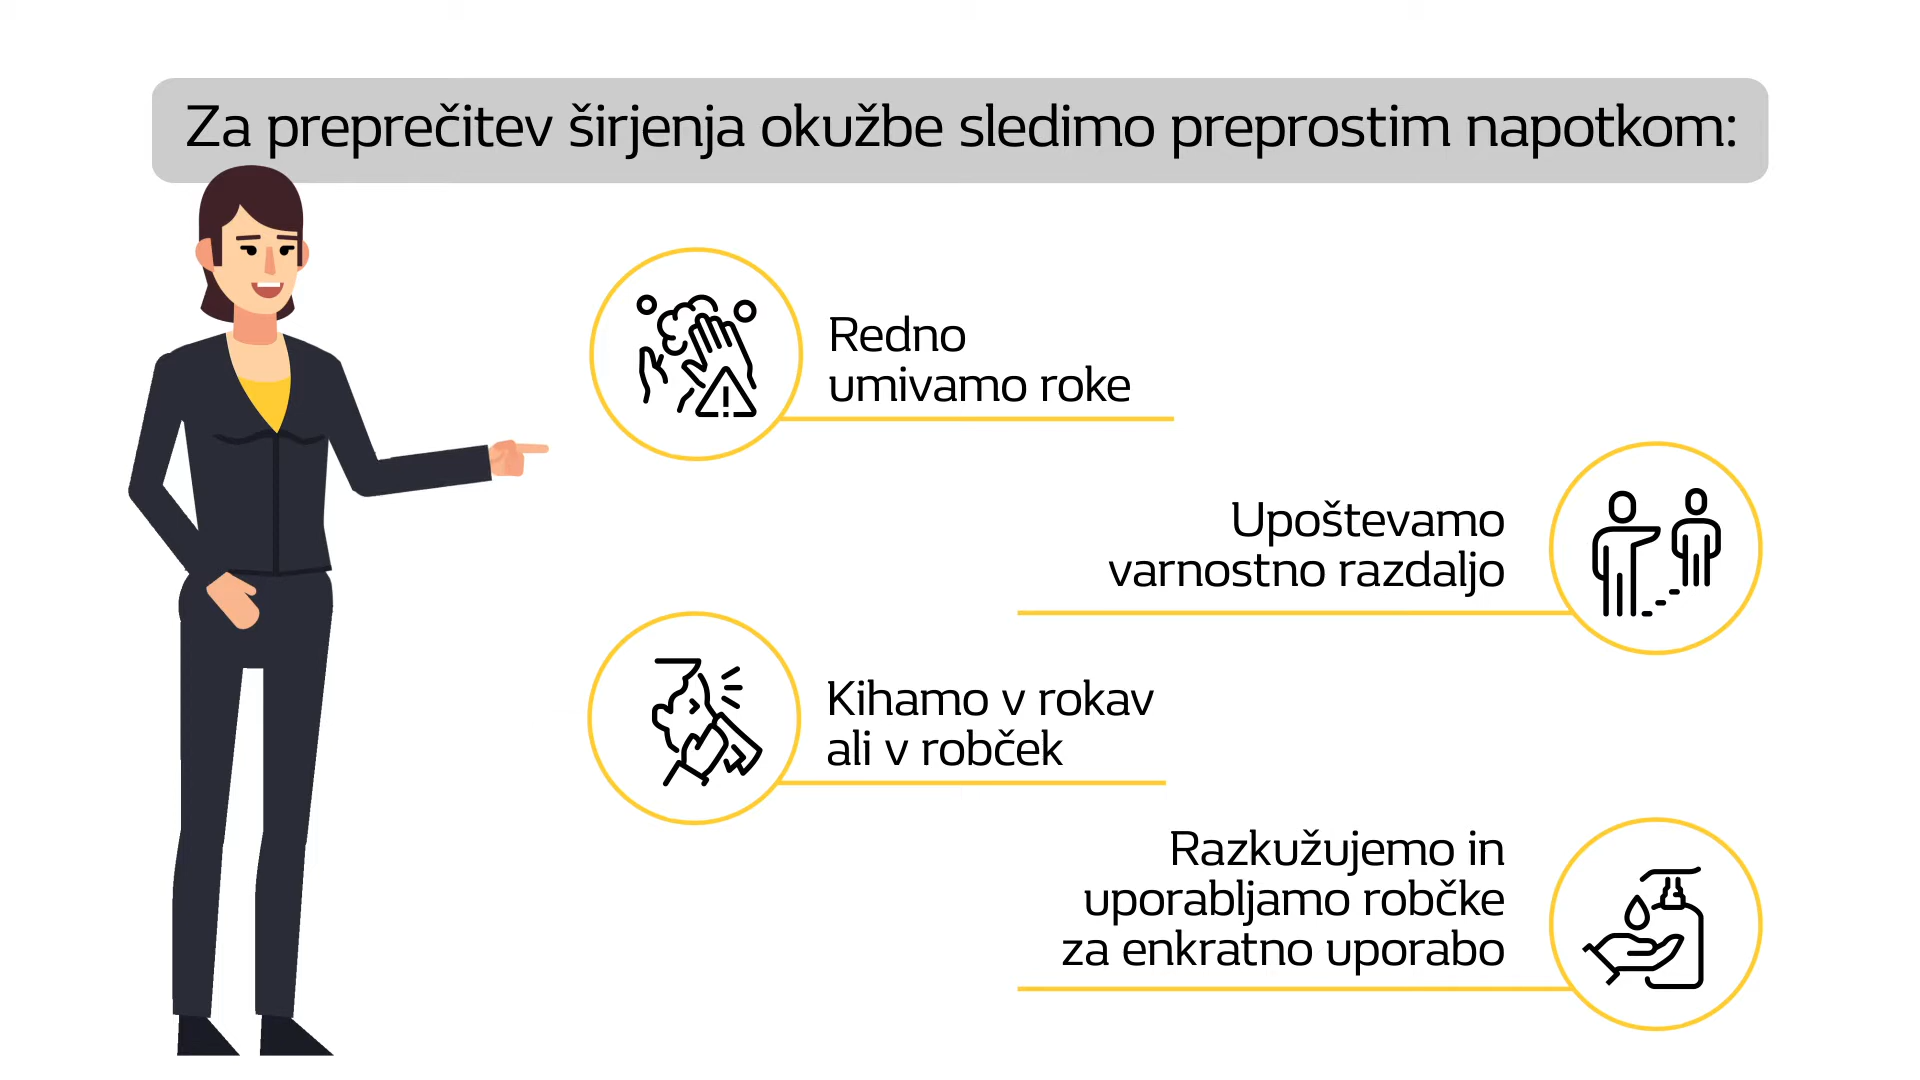 Za preprečitev širjenja okužbe sledimo preprostim napotkom:
Redno
umivamo roke
Upoštevamo
varnostno razdaljo
Kihamo v rokav
ali v robček
Razkužujemo in
uporabljamo robčke
za enkratno uporabo